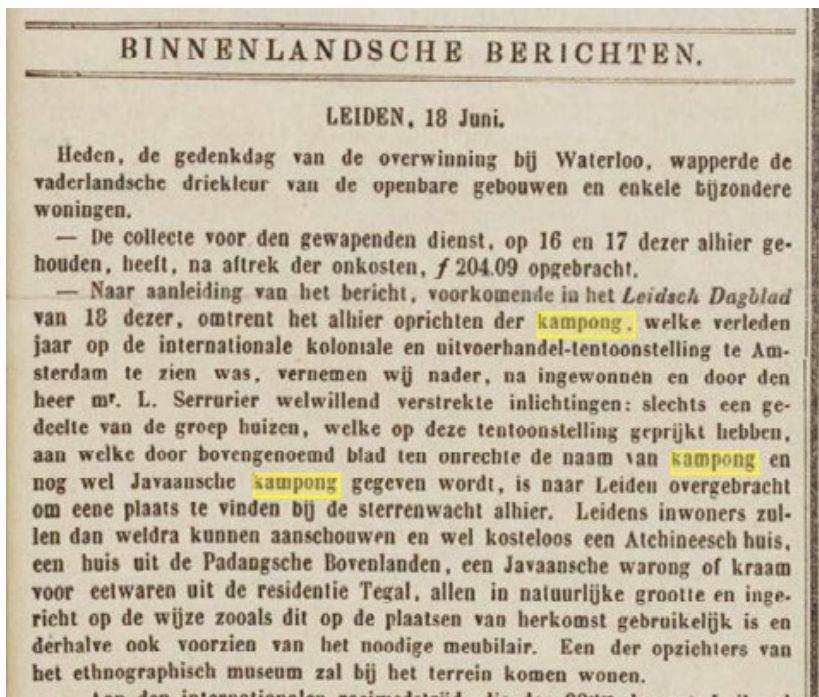 BINNENLANDSCHE BERICHTEN.
LEIDEN, 18 Juni.
Heden, de gedenkdag van de overwinning bij Waterloo, wapperde de
vaderlandsche driekleur van de openbare gebouwen en enkele bijzondere
woningen.
— De collecte voor den gewapenden dienst, op 16 en 17 dezer alhier ge-
houden, heeft, na aftrek der onkosten, ƒ 204.09 opgebracht.
— Naar aanleiding van het bericht, voorkomende in het Leidsch Dagblad
van 18 dezer, omtrent het alhier oprichten der kampong, welke verleden
jaar op de internationale koloniale en uitvoerhandel-tentoonstelling te Am-
sterdam te zien was, vernemen wij nader, na ingewonnen en door den
heer mr. L. Serrurier welwillend verstrekte inlichtingen: slechts een ge-
deelte van de groep huizen, welke op deze tentoonstelling geprijkt hebben,
aan welke door bovengenoemd blad ten onrechte de naam van kampong en
nog wel Javaansche kampong gegeven wordt, is naar Leiden overgebracht
om eene plaats te vinden bij de sterrenwacht alhier. Leidens inwoners zul-
len dan weldra kunnen aanschouwen en wel kosteloos een Atchineesch huis,
een huis uit de Padangsche Bovenlanden, een Javaansche warong of kraam
voor eetwaren uit de residentie Tegal, allen in natuurlijke grootte en inge-
richt op de wijze zooals dit op de plaatsen van herkomst gebruikelijk is en
derhalve ook voorzien van het noodige meubilair. Een der opzichters van
het ethnographisch museum zal bij het terrein komen wonen.